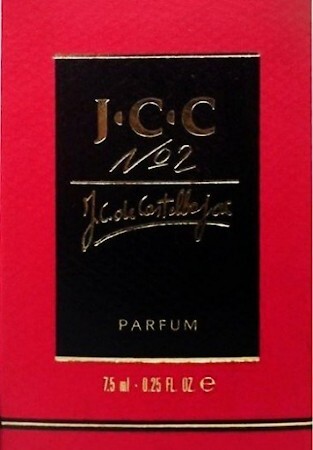 J·C·C
No2
J.C. de Castelbajac
PARFUM
7.5 ml · 0.25 FL. OZ. ℮